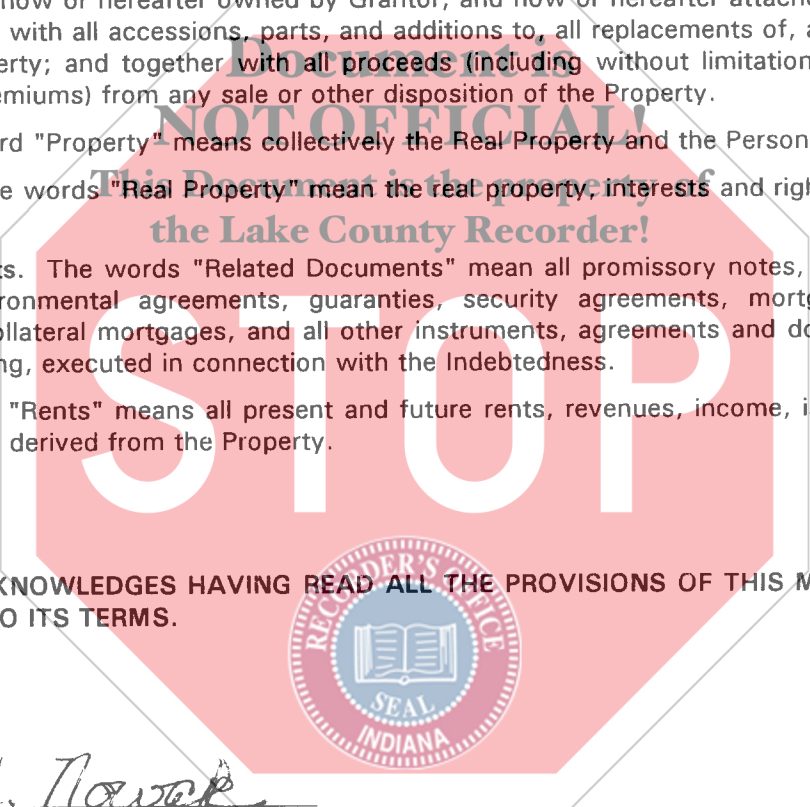 now or hereafter owned by Grantor, and now or hereafter
with all accessions, parts, and additions to, all replacements of,
erty; and together with all proceeds (including without limitation
emiums) from any sale or other disposition of the Property.
rd "Property" means collectively the Real Property and the Person
e words "Real Property" mean the real property, interests and righ
ts. The words "Related Documents" mean all promissory notes,
ronmental agreements, guaranties, security agreements, mortg
ollateral mortgages, and all other instruments, agreements and do
ng, executed in connection with the Indebtedness.
"Rents" means all present and future rents, revenues, income, is
derived from the Property.
KNOWLEDGES HAVING READ ALL THE PROVISIONS OF THIS M
O ITS TERMS.
Nowak
Document is
NOT OFFICIAL!
This Document is the property of
the Lake County Recorder!
STOP
RECORDER'S OFFICE
SEAL
INDIANA